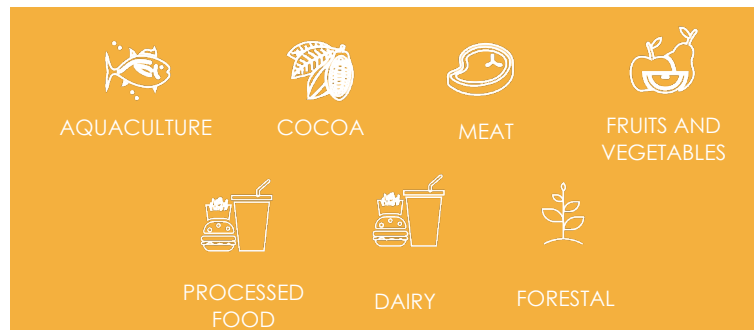 AQUACULTURE
COCOA
MEAT
FRUITS AND
VEGETABLES
PROCESSED
FOOD
DAIRY
FORESTAL